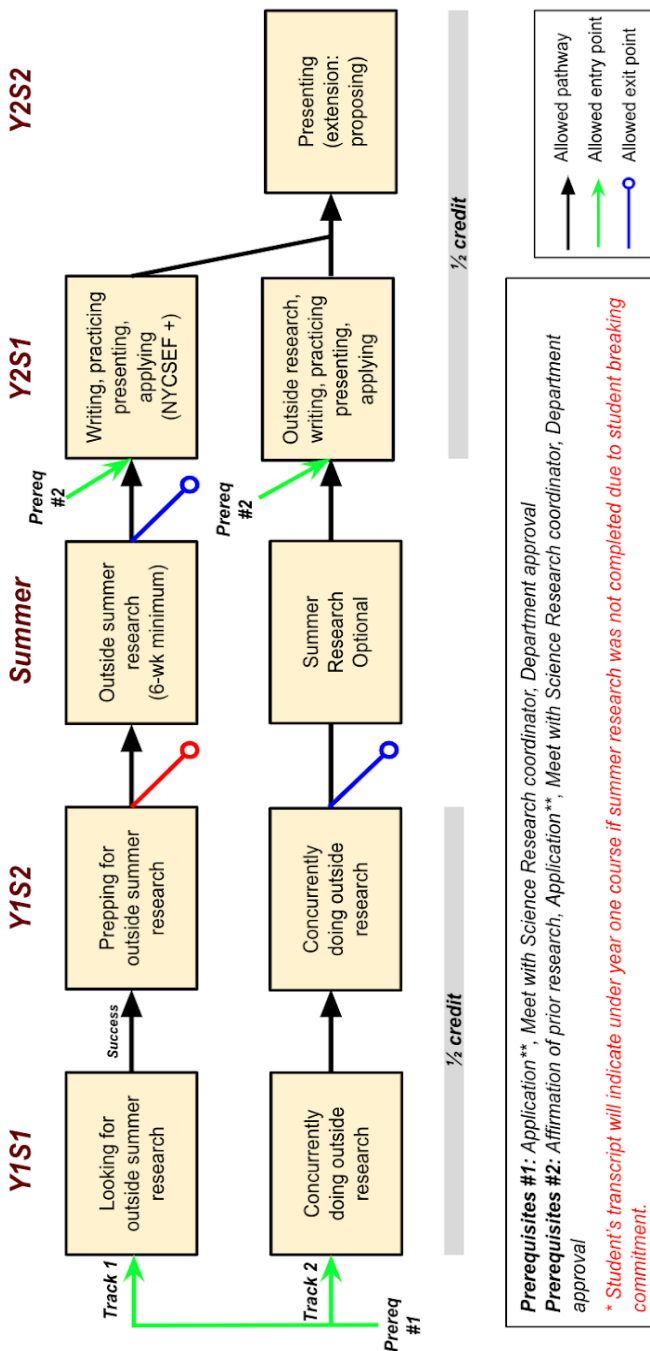 Y1S1
Y1S2
Summer
Y2S1
Y2S2
Track 1
Looking for
outside summer
research
Success
Prepping for
outside summer
research
Outside summer
research
(6-wk minimum)
Prereq
#2
Writing, practicing
presenting,
applying
(NYCSEF +)
Prereq
#1
Track 2
Concurrently
doing outside
research
Concurrently
doing outside
research
Summer
Research
Optional
Prereq
#2
Outside research,
writing, practicing
presenting,
applying
Presenting
(extension:
proposing)
½ credit
½ credit
Prerequisites #1: Application**, Meet with Science Research coordinator, Department approval
Prerequisites #2: Affirmation of prior research, Application**, Meet with Science Research coordinator, Department
approval
* Student's transcript will indicate under year one course if summer research was not completed due to student breaking
commitment.
Allowed pathway
Allowed entry point
Allowed exit point